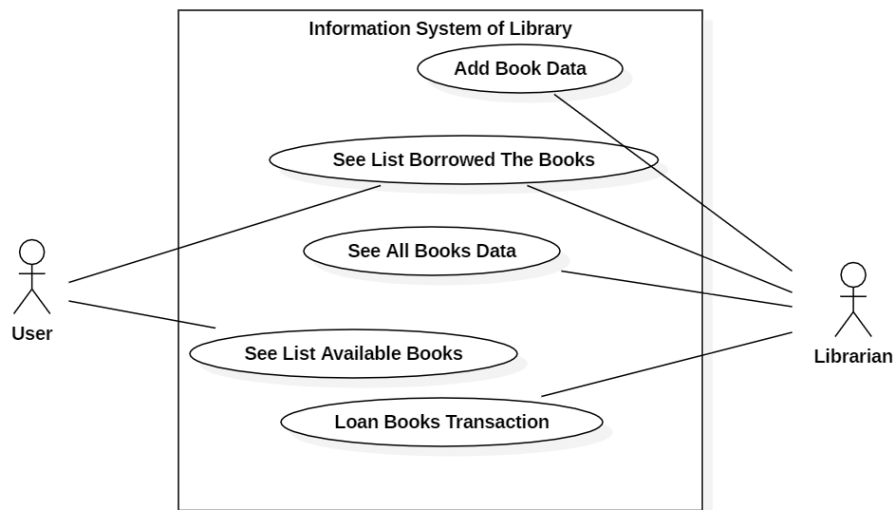 Information System of Library
Add Book Data
See List Borrowed The Books
See All Books Data
User
See List Available Books
Librarian
Loan Books Transaction